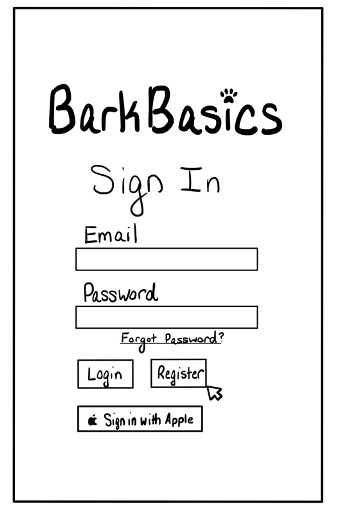 BarkBasics
Sign In
Email
Password
Forgot Password?
Login
Register
Sign in with Apple